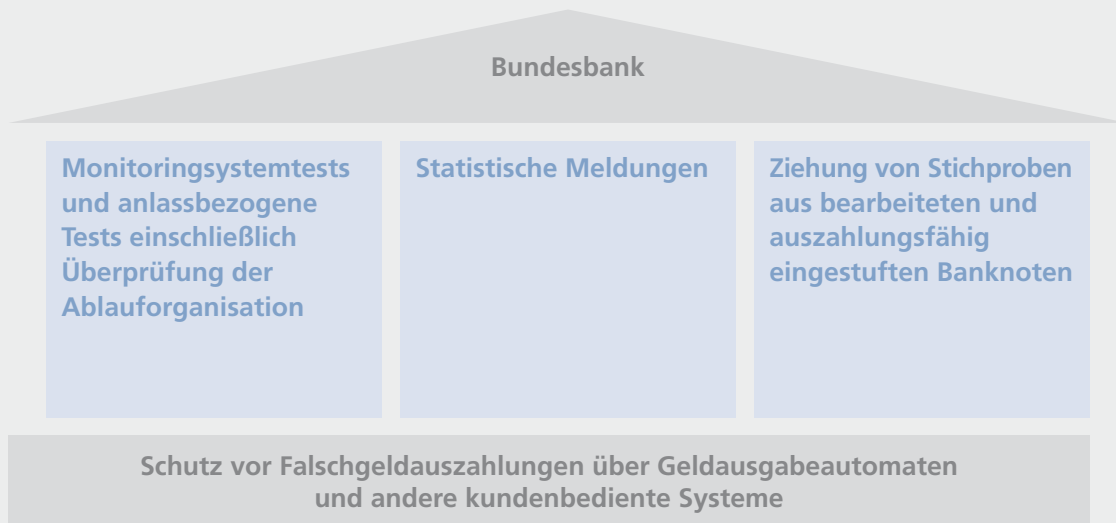 Bundesbank
Monitoringsystemtests
und anlassbezogene
Tests einschließlich
Überprüfung der
Ablauforganisation
Statistische Meldungen
Ziehung von Stichproben
aus bearbeiteten und
auszahlungsfähig
eingestuften Banknoten
Schutz vor Falschgeldauszahlungen über Geldausgabeautomaten
und andere kundenbediente Systeme